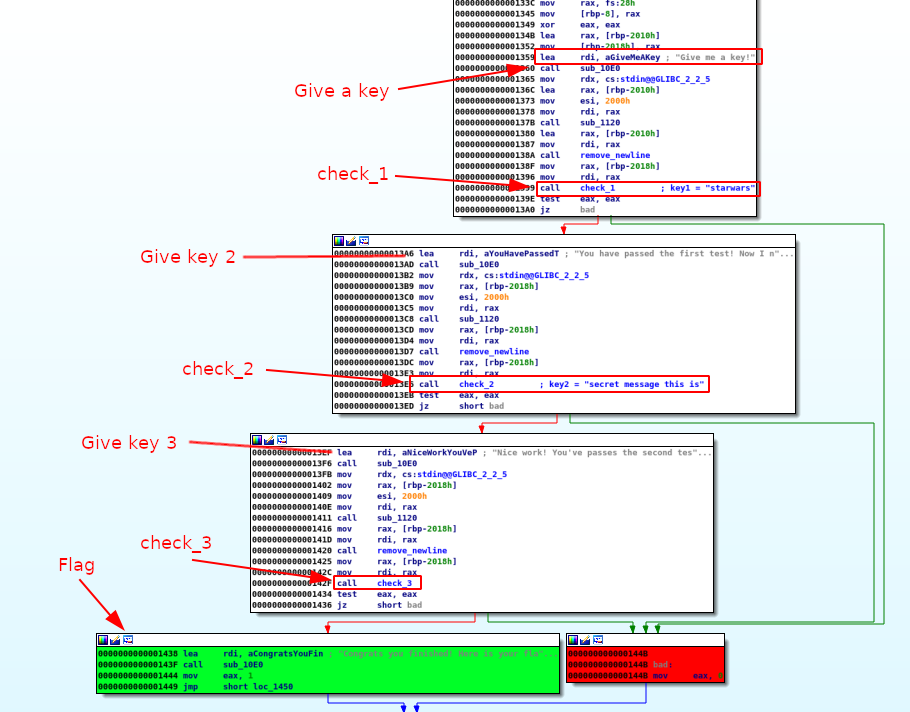 000000000000133C mov rax, fs:28h
0000000000001345 mov [rbp-8], rax
0000000000001349 xor eax, eax
000000000000134B lea rax, [rbp-2010h]
0000000000001352 mov [rbp-2018h], rax
0000000000001359 lea rdi, aGiveMeAKey ; "Give me a key!"
call sub_10E0
0000000000001365 mov rdx, cs:stdin@@GLIBC_2_2_5
Give a key
000000000000136C lea rax, [rbp-2010h]
0000000000001373 mov esi, 2000h
0000000000001378 mov rdi, rax
000000000000137B call sub_1120
0000000000001380 lea rax, [rbp-2010h]
0000000000001387 mov rdi, rax
000000000000138A call remove_newline
000000000000138F mov rax, [rbp-2018h]
check_1
0000000000001396 mov rdi, rax
call check_1 ; key1 = "starwars"
000000000000139E test eax, eax
00000000000013A0 jz bad
Give key 2
00000000000013A6 lea rdi, aYouHavePassedT ; "You have passed the first test! Now I n"...
00000000000013AD call sub_10E0
00000000000013B2 mov rdx, cs:stdin@@GLIBC_2_2_5
00000000000013B9 mov rax, [rbp-2018h]
00000000000013C0 mov esi, 2000h
00000000000013C5 mov rdi, rax
00000000000013C8 call sub_1120
00000000000013CD mov rax, [rbp-2018h]
00000000000013D4 mov rdi, rax
00000000000013D7 call remove_newline
00000000000013DC mov rax, [rbp-2018h]
check_2
00000000000013E3 mov rdi, rax
call check_2 ; key2 = "secret message this is"
00000000000013EB test eax, eax
00000000000013ED jz short bad
Give key 3
00000000000013EF lea rdi, aNiceWorkYouVeP ; "Nice work! You've passes the second tes"...
00000000000013F6 call sub_10E0
00000000000013FB mov rdx, cs:stdin@@GLIBC_2_2_5
0000000000001402 mov rax, [rbp-2018h]
0000000000001409 mov esi, 2000h
000000000000140E mov rdi, rax
0000000000001411 call sub_1120
0000000000001416 mov rax, [rbp-2018h]
000000000000141D mov rdi, rax
check_3
0000000000001420 call remove_newline
0000000000001425 mov rax, [rbp-2018h]
000000000000142C mov rdi, rax
000000000000142F call check_3
0000000000001434 test eax, eax
0000000000001436 jz short bad
Flag
0000000000001438 lea rdi, aCongratsYouFin ; "Congrats you finished! Here is your fla"...
000000000000143F call sub_10E0
0000000000001444 mov eax, 1
0000000000001449 jmp short loc_1450
000000000000144B
000000000000144B bad:
000000000000144B mov eax,